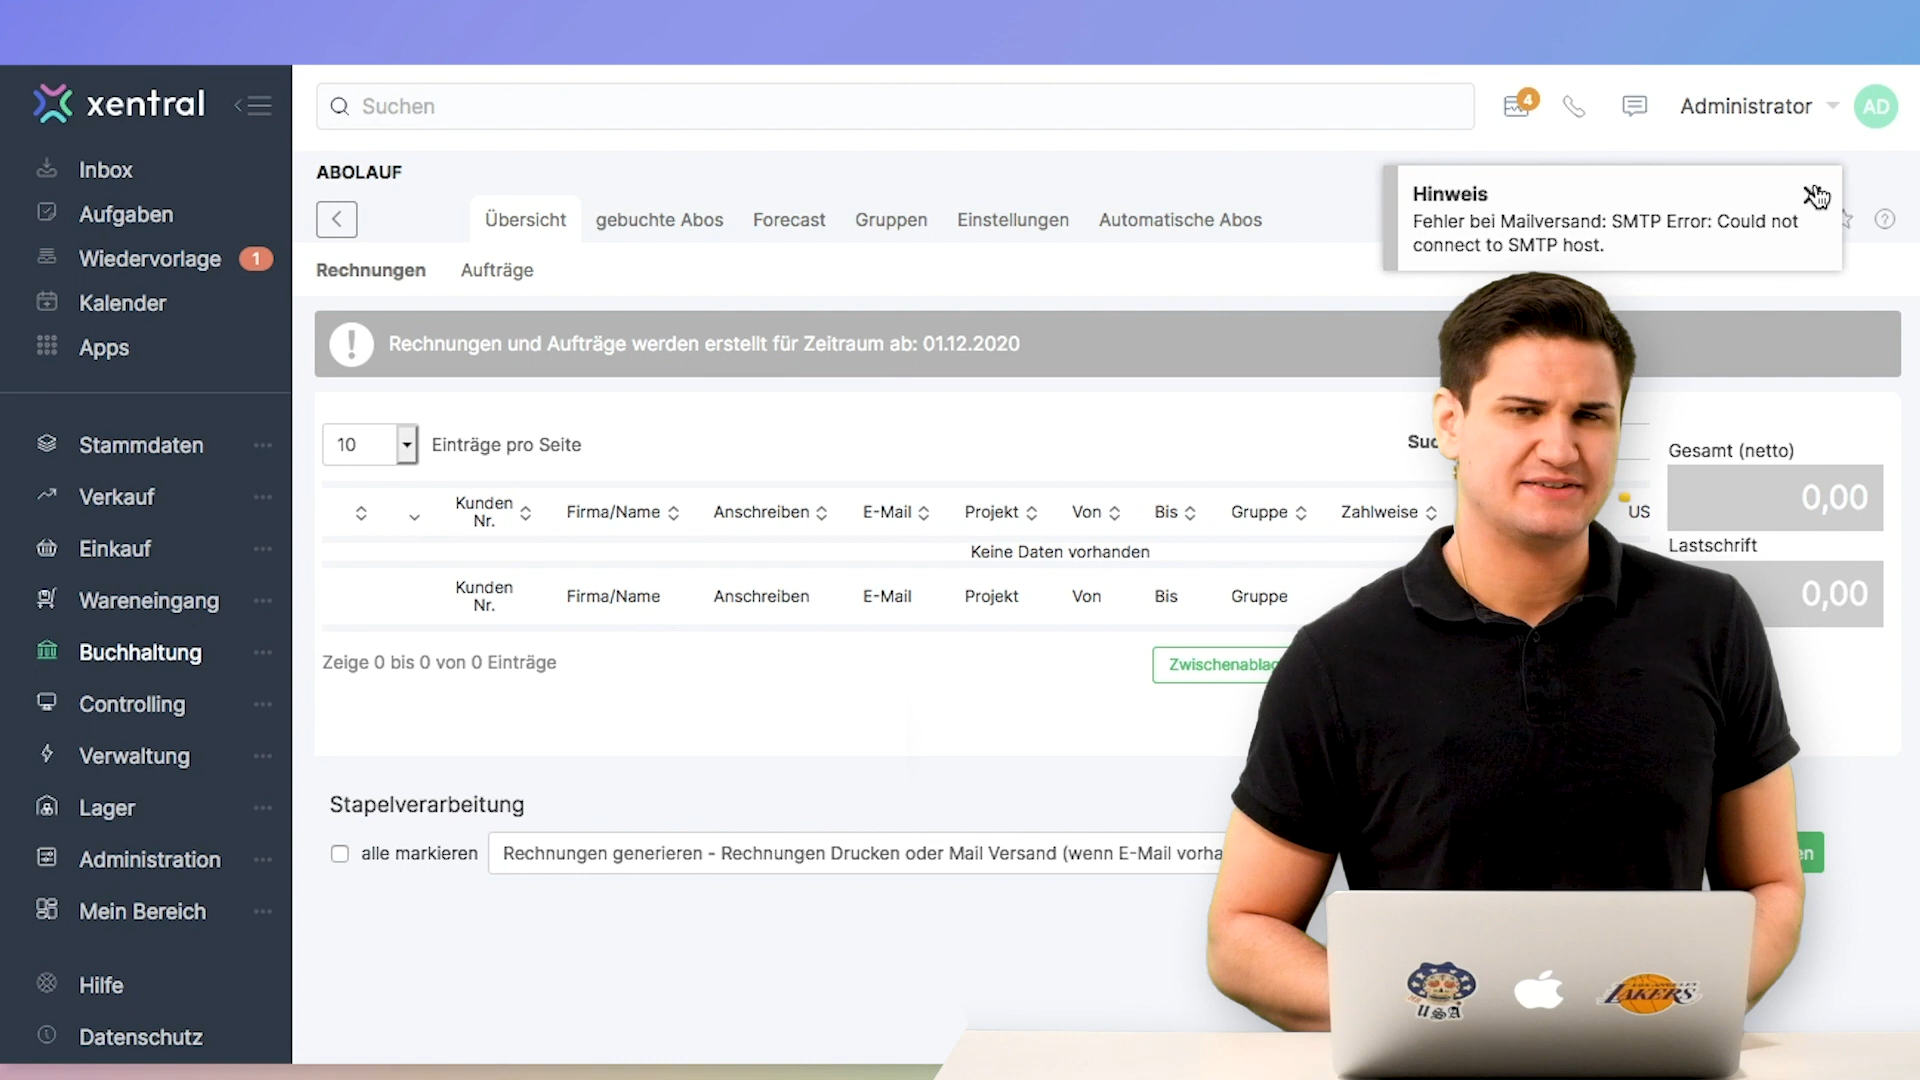 xentral
Suchen
4
Administrator
AD
Inbox
Aufgaben
Wiedervorlage 1
Kalender
Apps
Stammdaten
Verkauf
Einkauf
Wareneingang
Buchhaltung
Controlling
Verwaltung
Lager
Administration
Mein Bereich
Hilfe
Datenschutz
ABOLAUF
Übersicht gebuchte Abos Forecast Gruppen Einstellungen Automatische Abos
Hinweis
Fehler bei Mailversand: SMTP Error: Could not
connect to SMTP host.
Rechnungen Aufträge
Rechnungen und Aufträge werden erstellt für Zeitraum ab: 01.12.2020
10 Einträge pro Seite
Gesamt (netto)
0,00
Lastschrift
0,00
Kunden
Nr. Firma/Name Anschreiben E-Mail Projekt Von Bis Gruppe Zahlweise
Keine Daten vorhanden
Kunden
Nr. Firma/Name Anschreiben E-Mail Projekt Von Bis Gruppe
Zeige 0 bis 0 von 0 Einträge
Stapelverarbeitung
alle markieren Rechnungen generieren - Rechnungen Drucken oder Mail Versand (wenn E-Mail
USA
LOS ANGELES
LAKERS